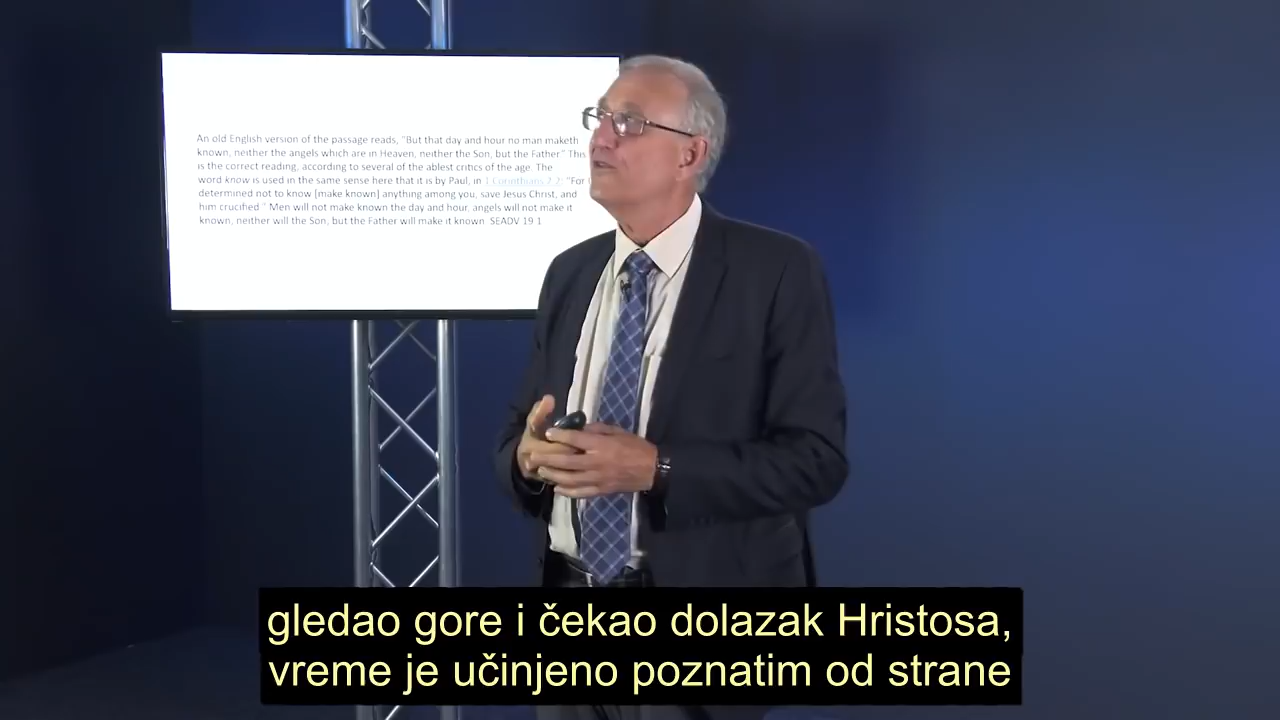 An old English version of the passage reads, "But that day and hour no man maketh
known, neither the angels which are in Heaven, neither the Son, but the Father." This
is the correct reading, according to several of the ablest critics of the age. The
word know is used in the same sense here that it is by Paul, in 1 Corinthians 2:2: "For
determined not to know [make known] anything among you, save Jesus Christ, and
him crucified." Men will not make known the day and hour, angels will not make it
known, neither will the Son, but the Father will make it known. SEADV 19.1
gledao gore i čekao dolazak Hristosa,
vreme je učinjeno poznatim od strane